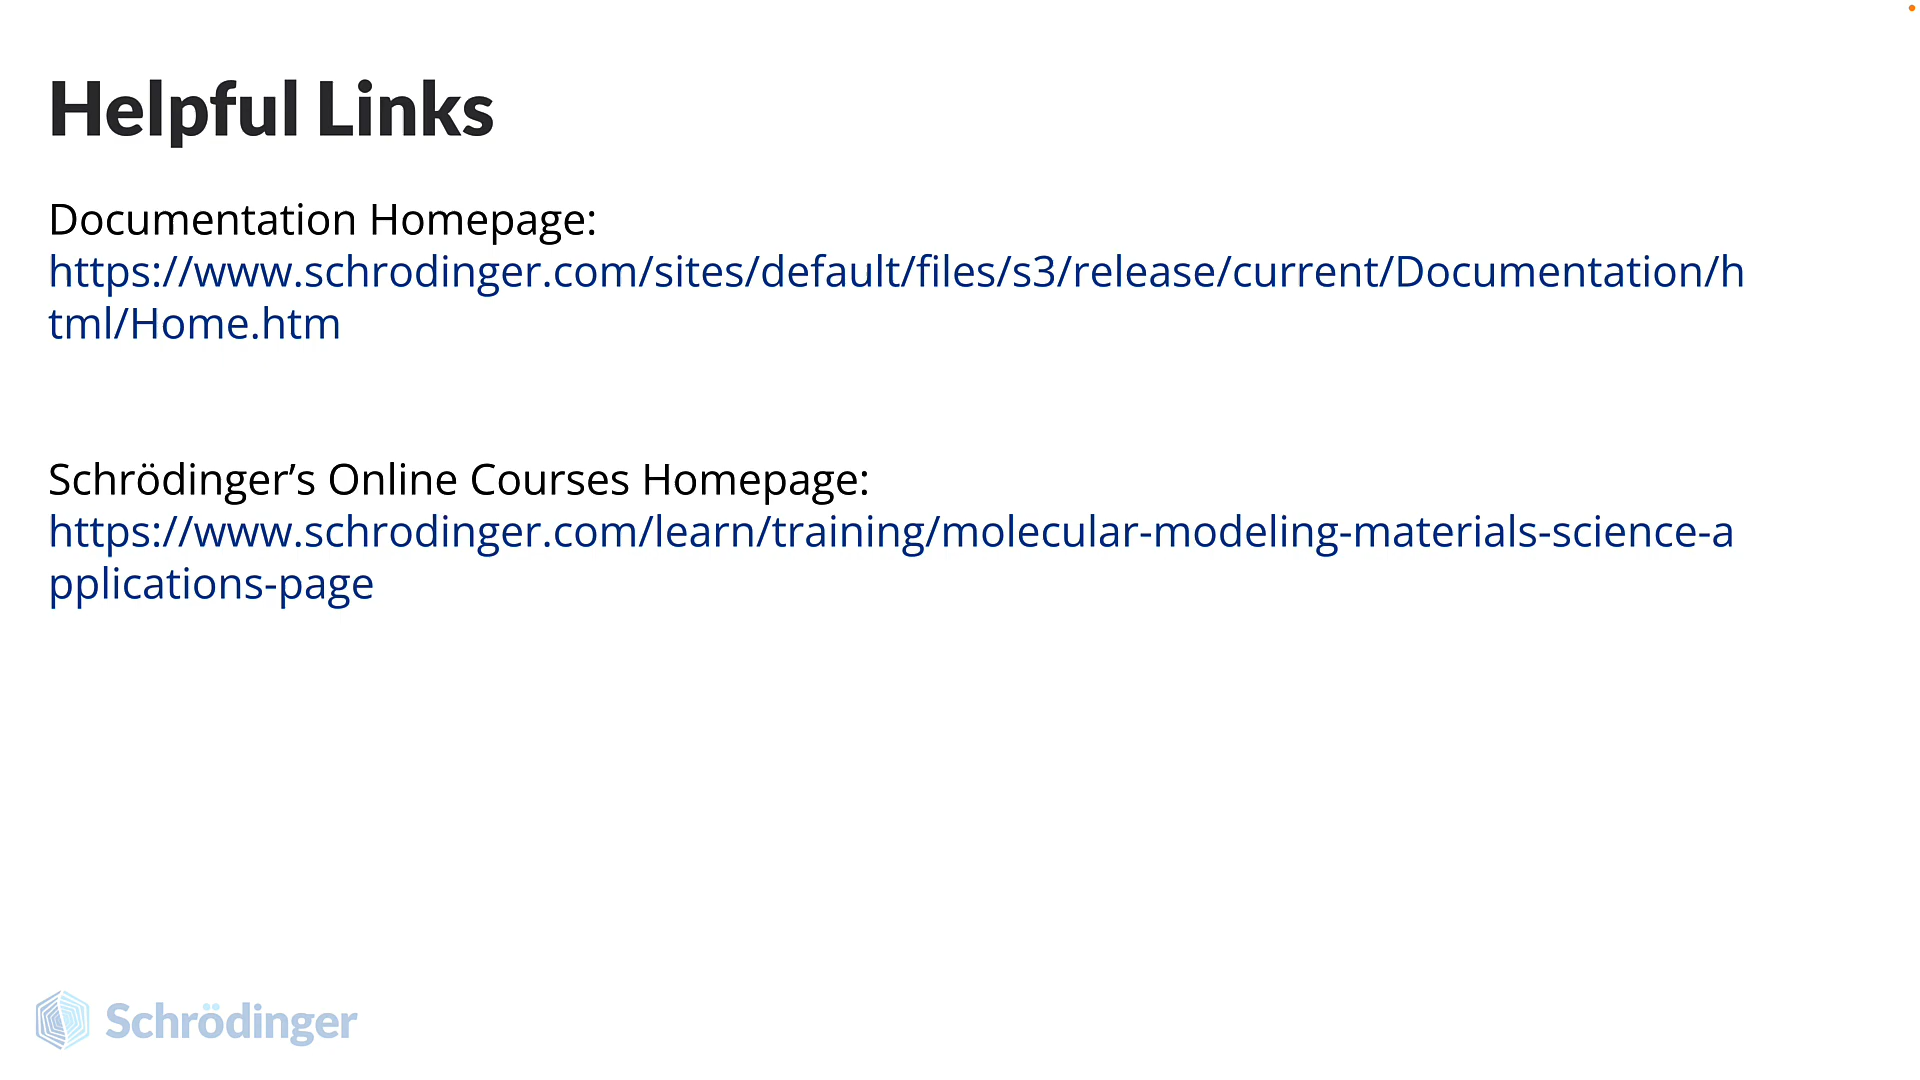 Helpful Links
Documentation Homepage:
https://www.schrodinger.com/sites/default/files/s3/release/current/Documentation/h
tml/Home.htm
Schrödinger’s Online Courses Homepage:
https://www.schrodinger.com/learn/training/molecular-modeling-materials-science-a
pplications-page
Schrödinger